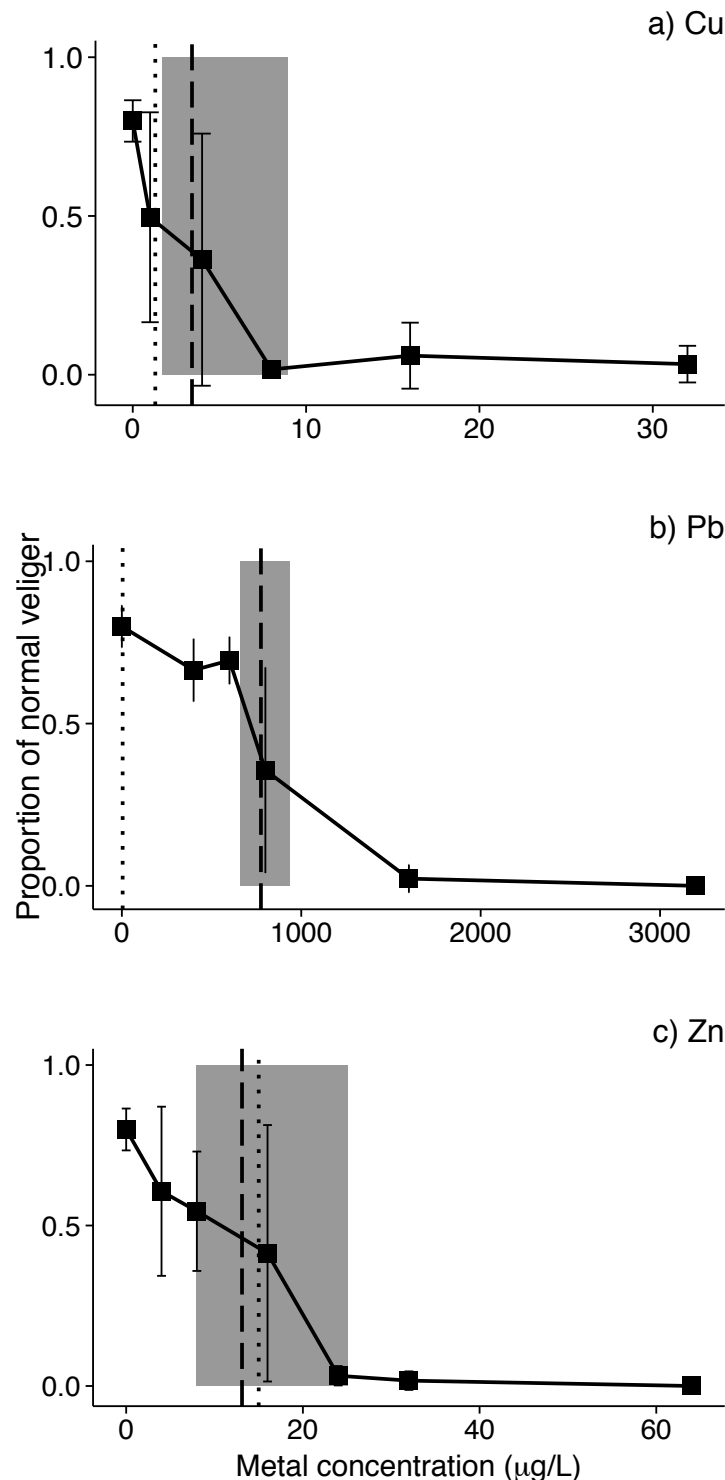 a) Cu
1.0
0.5
0.0
0 10 20 30
b) Pb
Proportion of normal veliger
1.0
0.5
0.0
0 1000 2000 3000
c) Zn
1.0
0.5
0.0
0 20 40 60
Metal concentration (μg/L)